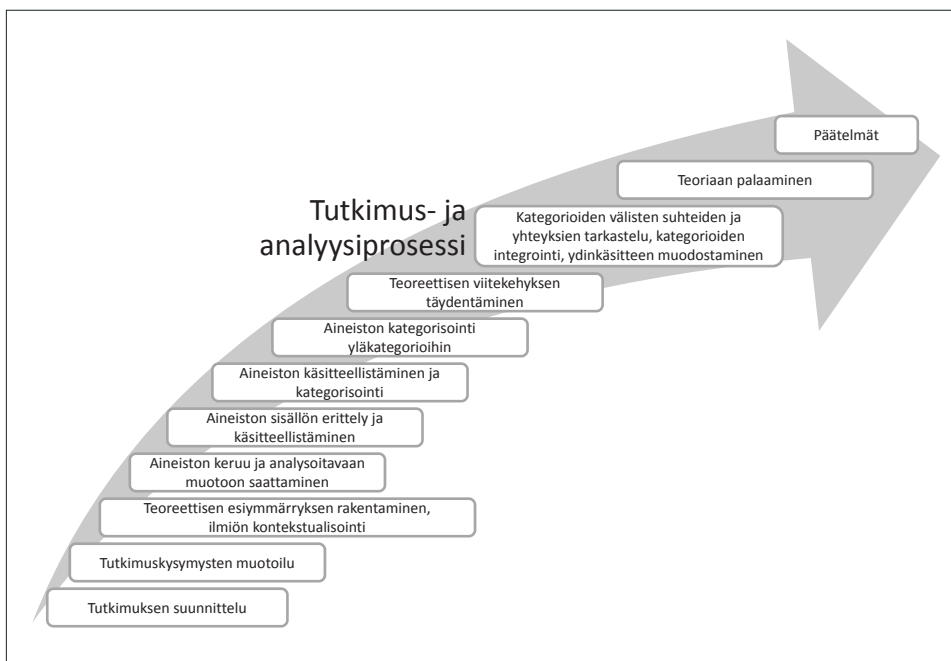 Päätelmät
Teoriaan palaaminen
Tutkimus- ja
analyysiprosessi
Kategorioiden välisten suhteiden ja
yhteyksien tarkastelu, kategorioiden
integrointi, ydinkäsitteen muodostaminen
Teoreettisen viitekehyksen
täydentäminen
Aineiston kategorisointi
yläkategorioihin
Aineiston käsitteellistäminen ja
kategorisointi
Aineiston sisällön erittely ja
käsitteellistäminen
Aineiston keruu ja analysoitavaan
muotoon saattaminen
Teoreettisen esiymmärryksen rakentaminen,
ilmiön kontekstualisointi
Tutkimuskysymysten muotoilu
Tutkimuksen suunnittelu